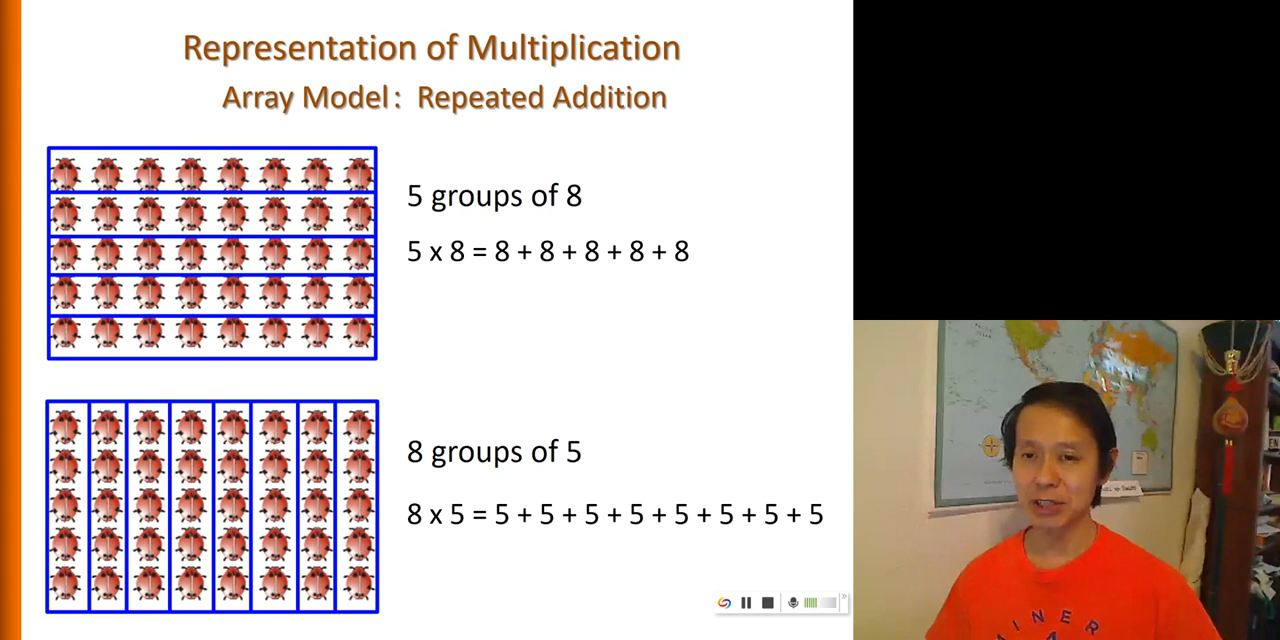 Representation of Multiplication
Array Model: Repeated Addition
5 groups of 8
5 x 8 = 8 + 8 + 8 + 8 + 8
8 groups of 5
8 x 5 = 5 + 5 + 5 + 5 + 5 + 5 + 5 + 5
MINER